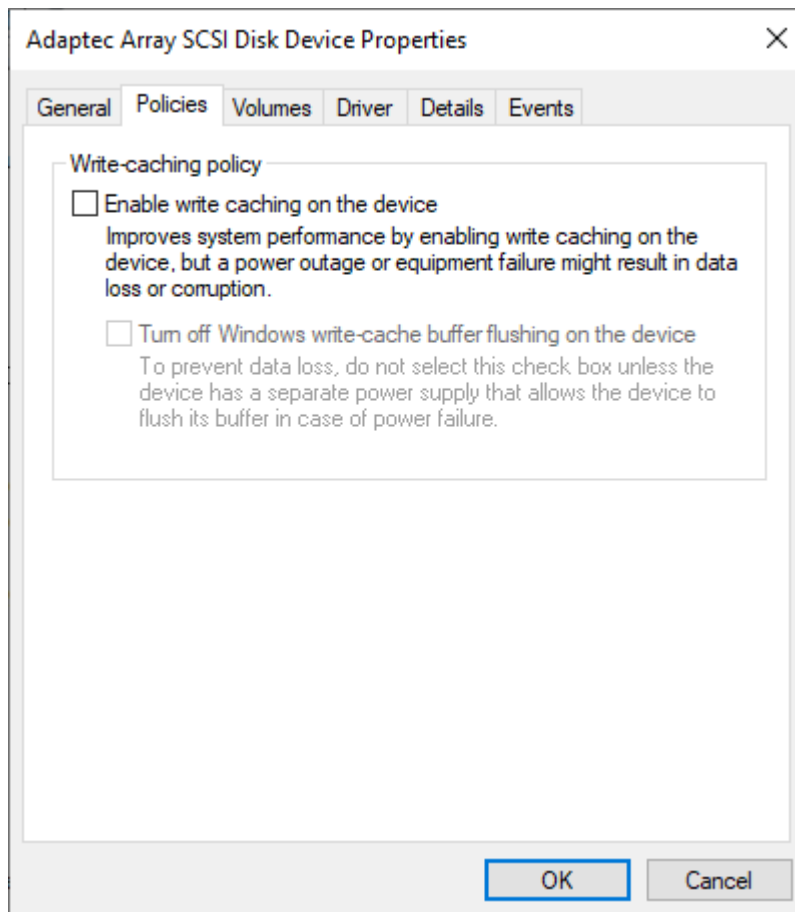 Adaptec Array SCSI Disk Device Properties
General Policies Volumes Driver Details Events
Write-caching policy
Enable write caching on the device
Improves system performance by enabling write caching on the
device, but a power outage or equipment failure might result in data
loss or corruption.
Turn off Windows write-cache buffer flushing on the device
To prevent data loss, do not select this check box unless the
device has a separate power supply that allows the device to
flush its buffer in case of power failure.
OK Cancel